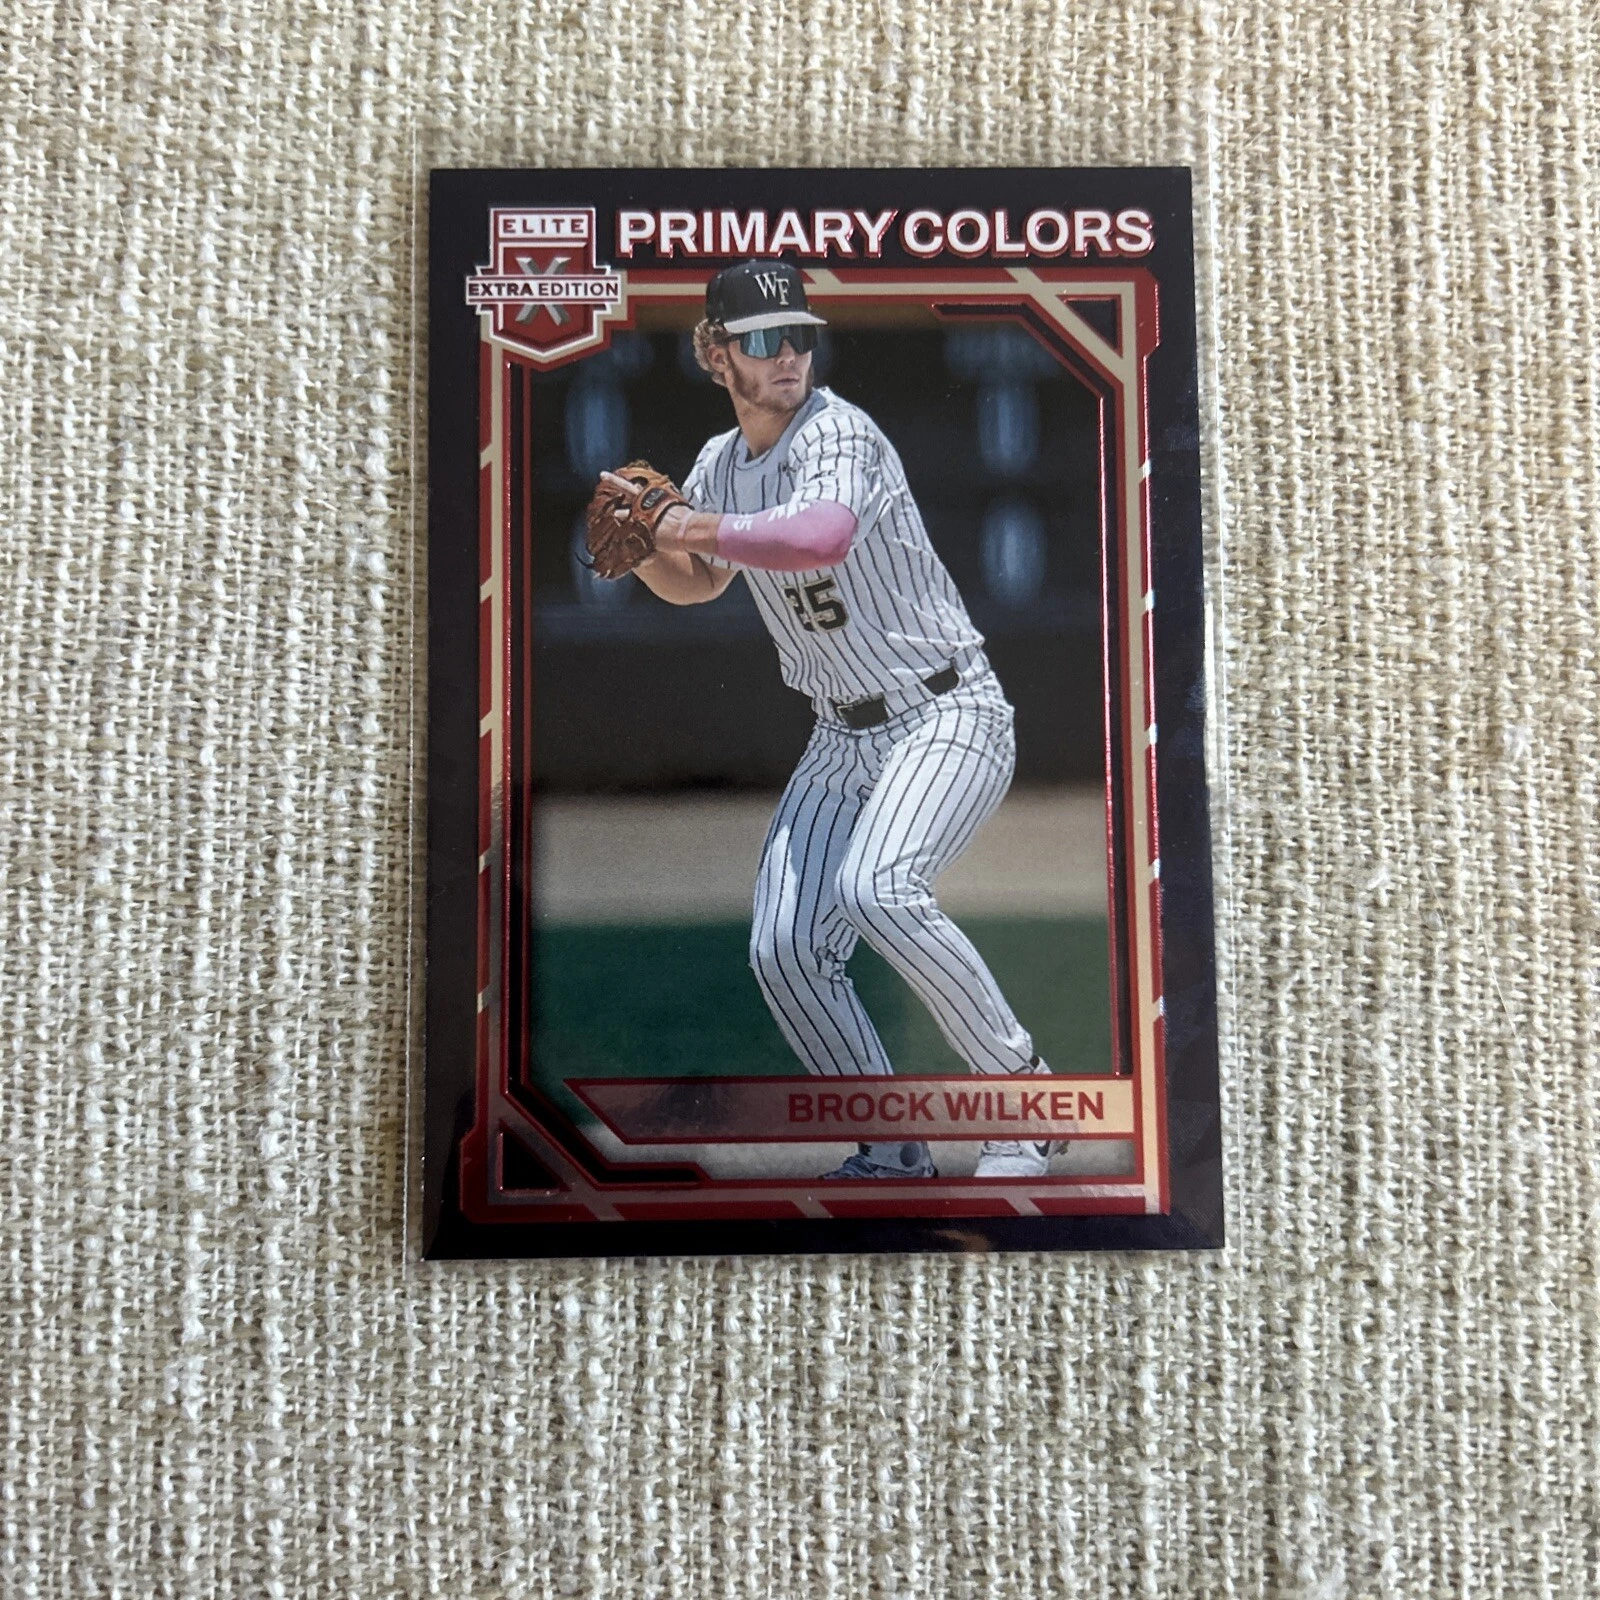 ELITE
EXTRA EDITION
PRIMARY COLORS
WF
25
BROCK WILKEN